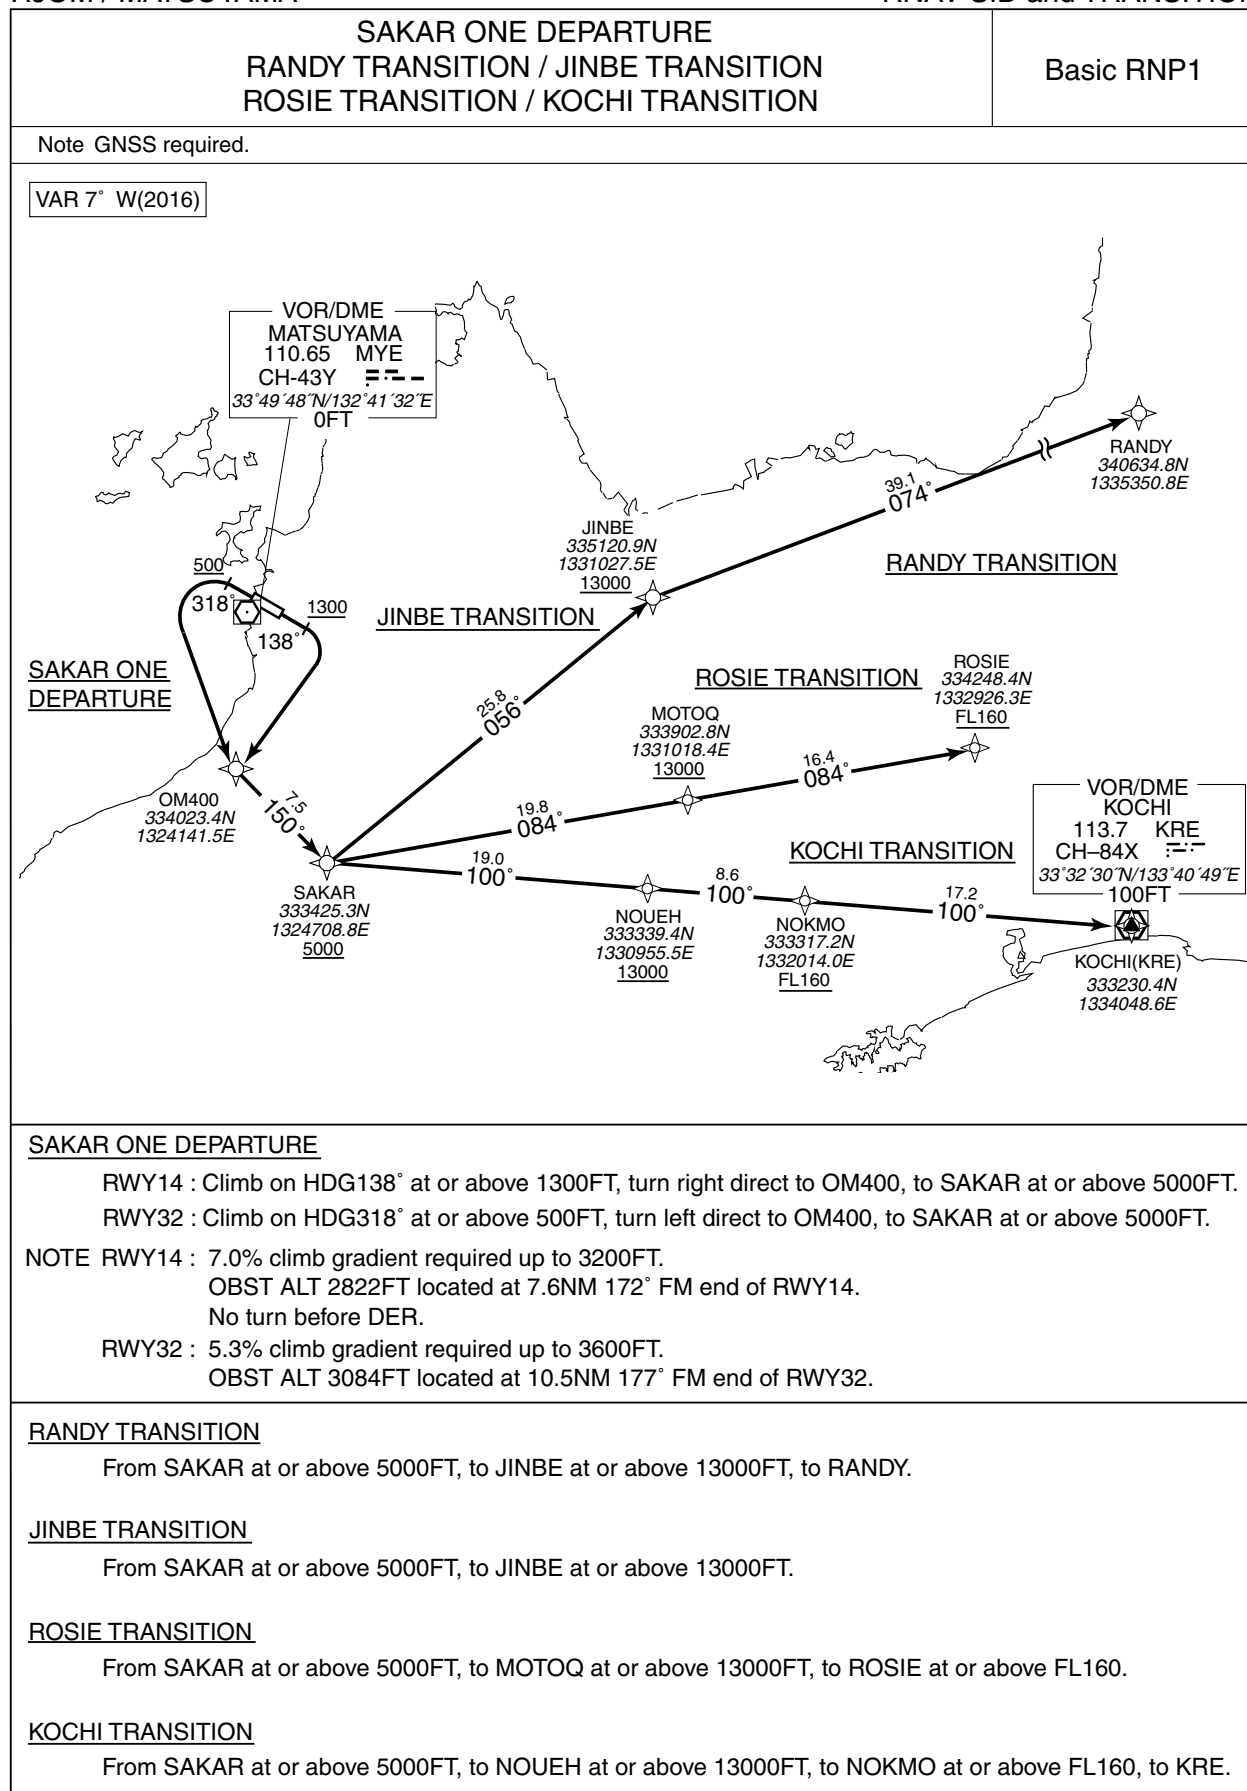 SAKAR ONE DEPARTURE
RANDY TRANSITION / JINBE TRANSITION
ROSIE TRANSITION / KOCHI TRANSITION
Basic RNP1
Note GNSS required.
VAR 7° W(2016)
VOR/DME
MATSUYAMA
110.65 MYE
CH-43Y
33°49´48˝N/132°41´32˝E
0FT
RANDY
340634.8N
1335350.8E
39.1
074°
JINBE
335120.9N
1331027.5E
13000
RANDY TRANSITION
500
318°
1300
138°
JINBE TRANSITION
SAKAR ONE
DEPARTURE
ROSIE TRANSITION
ROSIE
334248.4N
1332926.3E
FL160
25.8
056°
MOTOQ
333902.8N
1331018.4E
13000
16.4
084°
OM400
334023.4N
1324141.5E
7.5
150°
19.8
084°
VOR/DME
KOCHI
113.7 KRE
CH–84X
33°32´30˝N/133°40´49˝E
100FT
KOCHI TRANSITION
19.0
100°
8.6
100°
17.2
100°
SAKAR
333425.3N
1324708.8E
5000
NOUEH
333339.4N
1330955.5E
13000
NOKMO
333317.2N
1332014.0E
FL160
KOCHI(KRE)
333230.4N
1334048.6E
SAKAR ONE DEPARTURE
RWY14 : Climb on HDG138° at or above 1300FT, turn right direct to OM400, to SAKAR at or above 5000FT.
RWY32 : Climb on HDG318° at or above 500FT, turn left direct to OM400, to SAKAR at or above 5000FT.
NOTE RWY14 : 7.0% climb gradient required up to 3200FT.
OBST ALT 2822FT located at 7.6NM 172° FM end of RWY14.
No turn before DER.
RWY32 : 5.3% climb gradient required up to 3600FT.
OBST ALT 3084FT located at 10.5NM 177° FM end of RWY32.
RANDY TRANSITION
From SAKAR at or above 5000FT, to JINBE at or above 13000FT, to RANDY.
JINBE TRANSITION
From SAKAR at or above 5000FT, to JINBE at or above 13000FT.
ROSIE TRANSITION
From SAKAR at or above 5000FT, to MOTOQ at or above 13000FT, to ROSIE at or above FL160.
KOCHI TRANSITION
From SAKAR at or above 5000FT, to NOUEH at or above 13000FT, to NOKMO at or above FL160, to KRE.